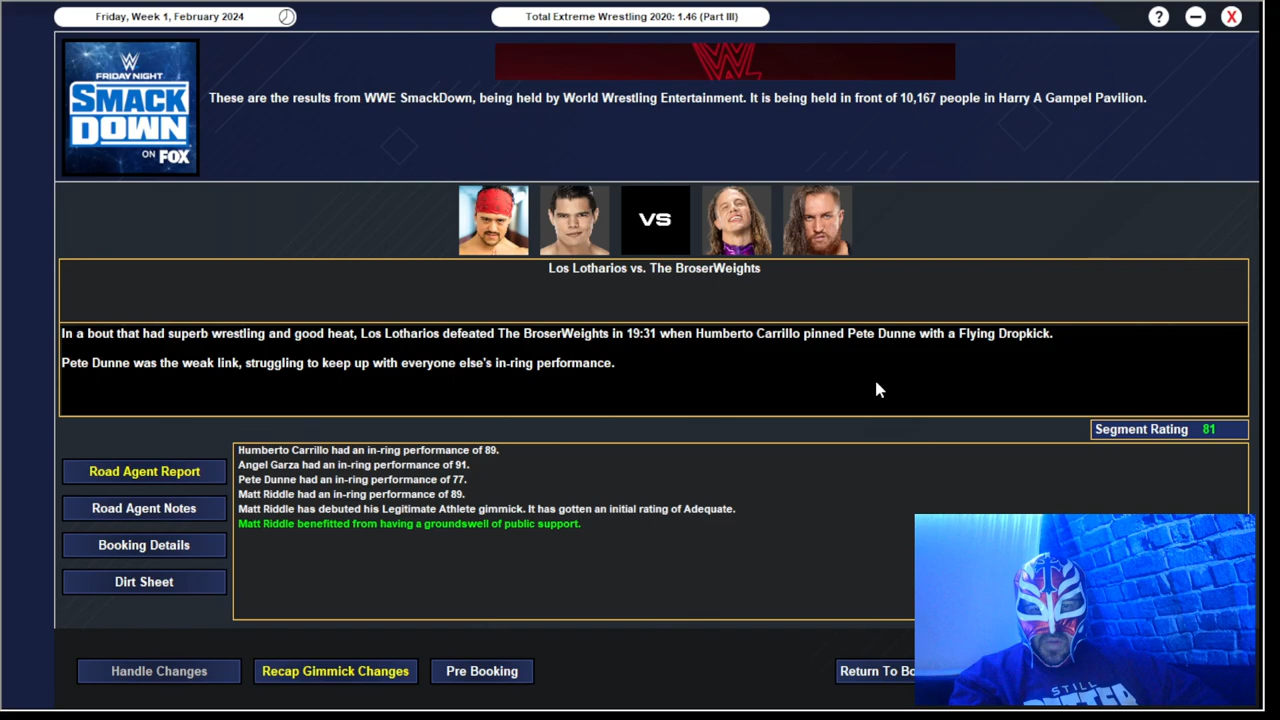 Friday, Week 1, February 2024
Total Extreme Wrestling 2020: 1.46 (Part III)
?
X
W
FRIDAY NIGHT
SMACK
DOWN
ON FOX
These are the results from WWE SmackDown, being held by World Wrestling Entertainment. It is being held in front of 10,167 people in Harry A Gampel Pavilion.
VS
Los Lotharios vs. The BroserWeights
In a bout that had superb wrestling and good heat, Los Lotharios defeated The BroserWeights in 19:31 when Humberto Carrillo pinned Pete Dunne with a Flying Dropkick.
Pete Dunne was the weak link, struggling to keep up with everyone else's in-ring performance.
Segment Rating 81
Road Agent Report
Road Agent Notes
Booking Details
Dirt Sheet
Humberto Carrillo had an in-ring performance of 89.
Angel Garza had an in-ring performance of 91.
Pete Dunne had an in-ring performance of 77.
Matt Riddle had an in-ring performance of 89.
Matt Riddle has debuted his Legitimate Athlete gimmick. It has gotten an initial rating of Adequate.
Matt Riddle benefitted from having a groundswell of public support.
Handle Changes
Recap Gimmick Changes
Pre Booking
Return To Bo
STILL